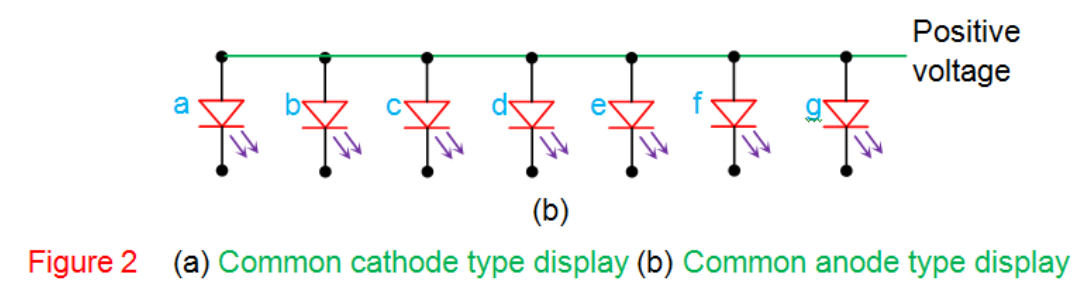 Positive
voltage
a b c d e f g
(b)
Figure 2 (a) Common cathode type display (b) Common anode type display